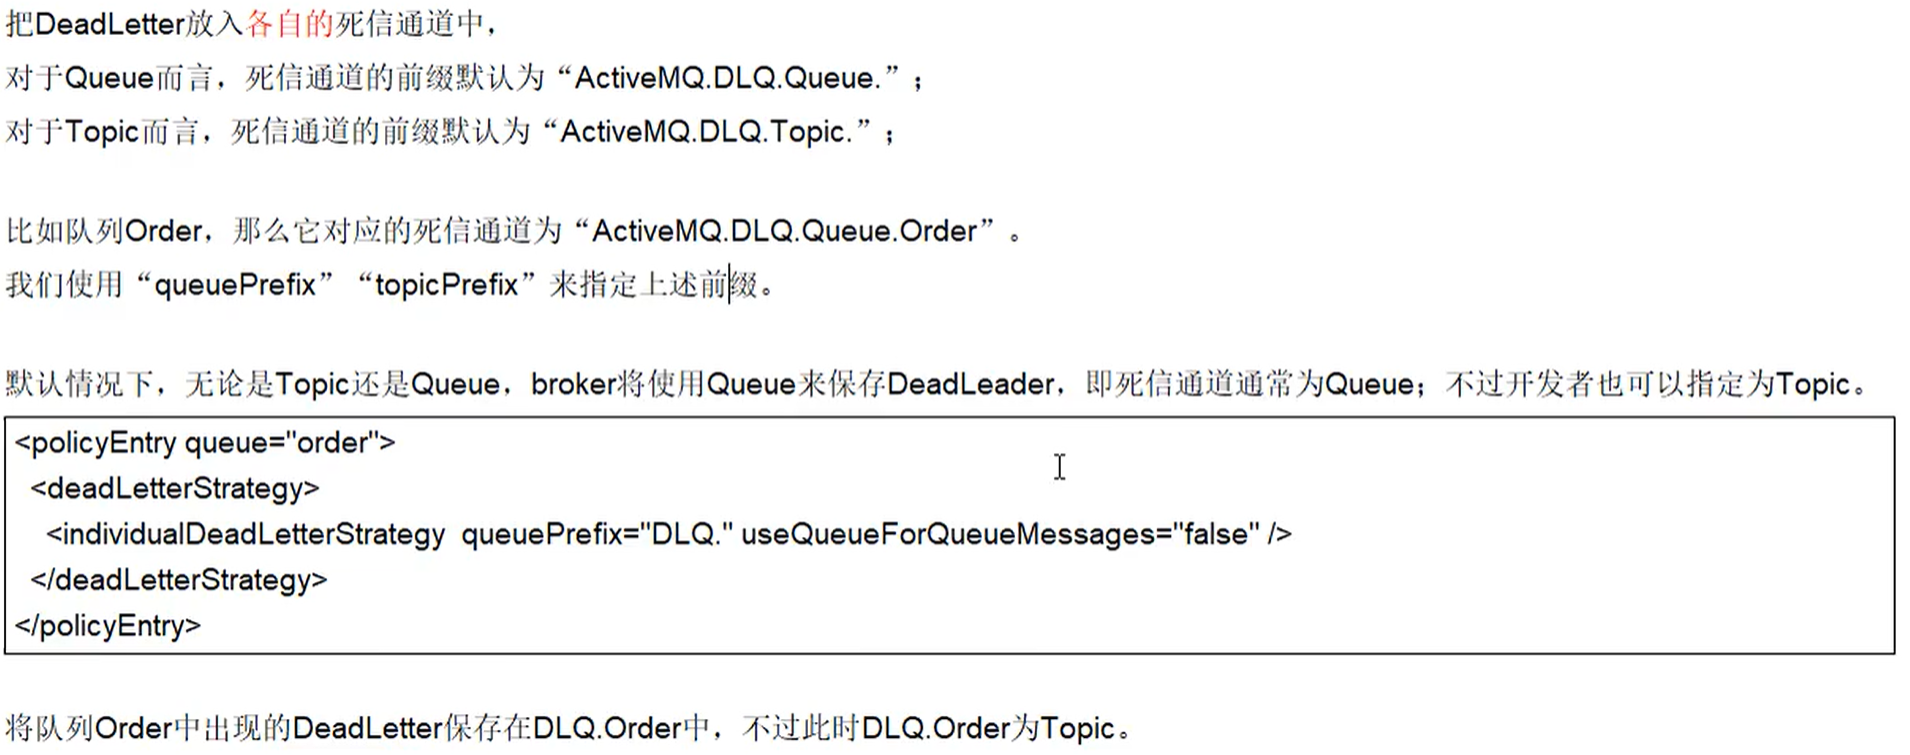 把DeadLetter放入各自的死信通道中，
对于Queue而言，死信通道的前缀默认为“ActiveMQ.DLQ.Queue.”；
对于Topic而言，死信通道的前缀默认为“ActiveMQ.DLQ.Topic.”；
比如队列Order，那么它对应的死信通道为“ActiveMQ.DLQ.Queue.Order”。
我们使用“queuePrefix”“topicPrefix”来指定上述前缀。
默认情况下，无论是Topic还是Queue，broker将使用Queue来保存DeadLeader，即死信通道通常为Queue；不过开发者也可以指定为Topic。
<policyEntry queue="order">
<deadLetterStrategy>
<individualDeadLetterStrategy queuePrefix="DLQ." useQueueForQueueMessages="false" />
</deadLetterStrategy>
</policyEntry>
将队列Order中出现的DeadLetter保存在DLQ.Order中，不过此时DLQ.Order为Topic。